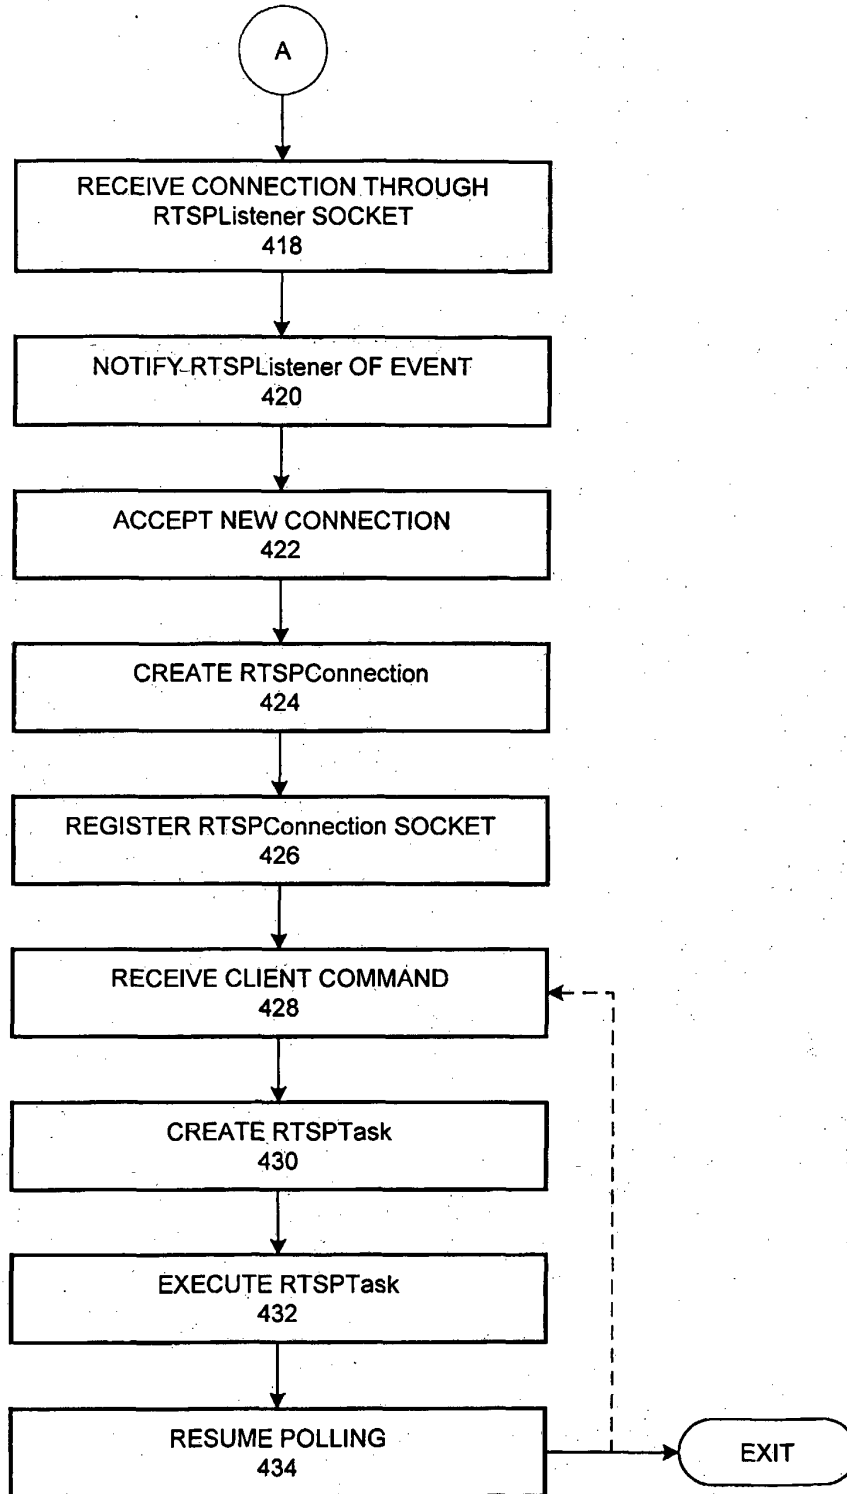 A
RECEIVE CONNECTION THROUGH
RTSPListener SOCKET
418
NOTIFY RTSPListener OF EVENT
420
ACCEPT NEW CONNECTION
422
CREATE RTSPConnection
424
REGISTER RTSPConnection SOCKET
426
RECEIVE CLIENT COMMAND
428
CREATE RTSPTask
430
EXECUTE RTSPTask
432
RESUME POLLING
434
EXIT